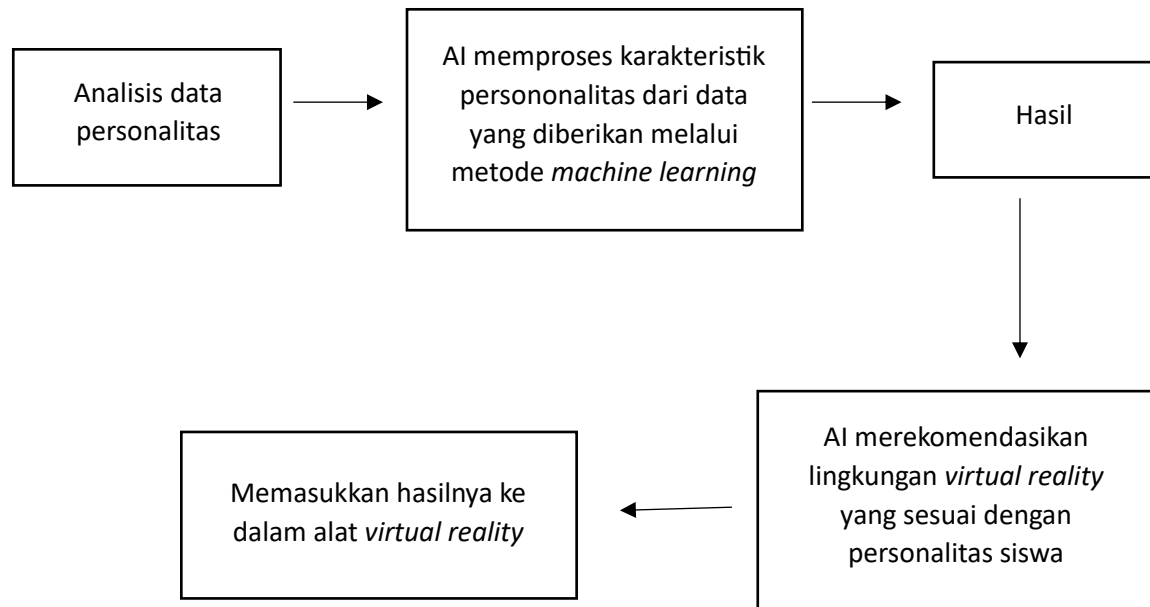 Analisis data
personalitas
AI memproses karakteristik
persononalitas dari data
yang diberikan melalui
metode machine learning
Hasil
AI merekomendasikan
lingkungan virtual reality
yang sesuai dengan
personalitas siswa
Memasukkan hasilnya ke
dalam alat virtual reality